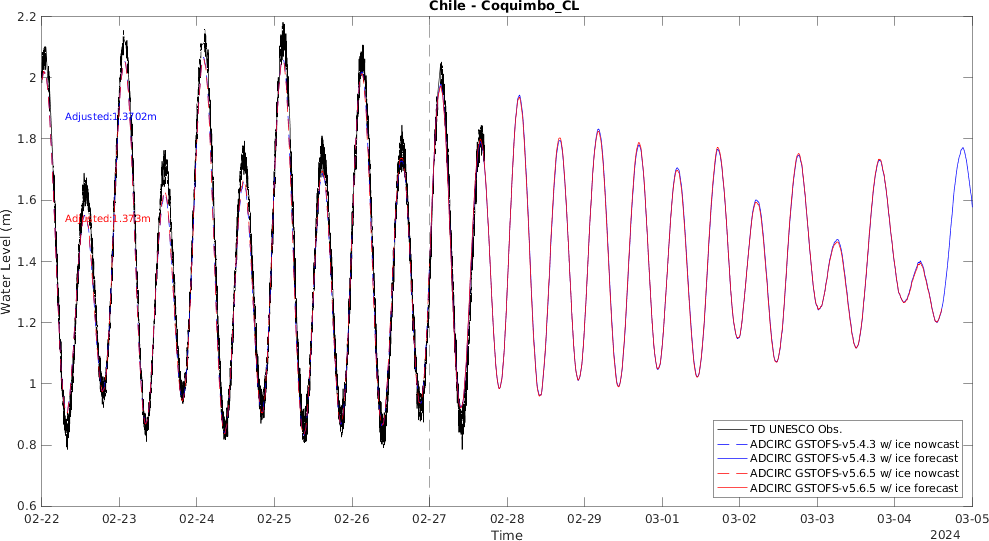 Chile - Coquimbo_CL
2.2
2
1.8
1.6
1.4
1.2
1
0.8
0.6
Water Level (m)
Adjusted:1.3702m
Adjusted:1.373m
TD UNESCO Obs.
ADCIRC GSTOFS-v5.4.3 w/ ice nowcast
ADCIRC GSTOFS-v5.4.3 w/ ice forecast
ADCIRC GSTOFS-v5.6.5 w/ ice nowcast
ADCIRC GSTOFS-v5.6.5 w/ ice forecast
02-22 02-23 02-24 02-25 02-26 02-27 02-28 02-29 03-01 03-02 03-03 03-04 03-05
Time
2024